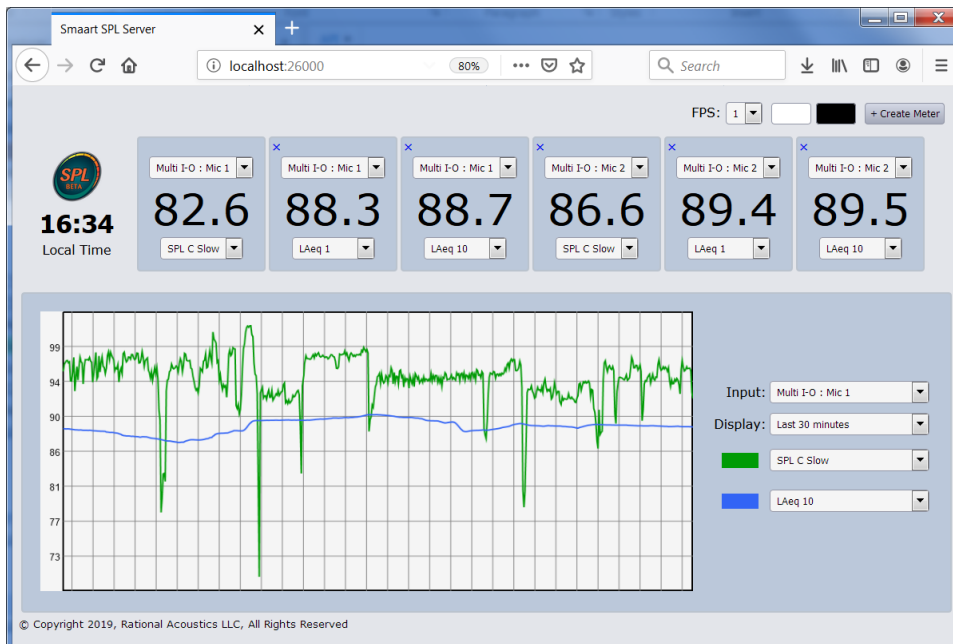 Smaart SPL Server
localhost:26000
80%
Search
FPS: 1
+ Create Meter
SPL
BETA
16:34
Local Time
Multi I-O : Mic 1
82.6
SPL C Slow
Multi I-O : Mic 1
88.3
LAeq 1
Multi I-O : Mic 1
88.7
LAeq 10
Multi I-O : Mic 2
86.6
SPL C Slow
Multi I-O : Mic 2
89.4
LAeq 1
Multi I-O : Mic 2
89.5
LAeq 10
99
94
90
86
81
77
73
Input: Multi I-O : Mic 1
Display: Last 30 minutes
SPL C Slow
LAeq 10
© Copyright 2019, Rational Acoustics LLC, All Rights Reserved